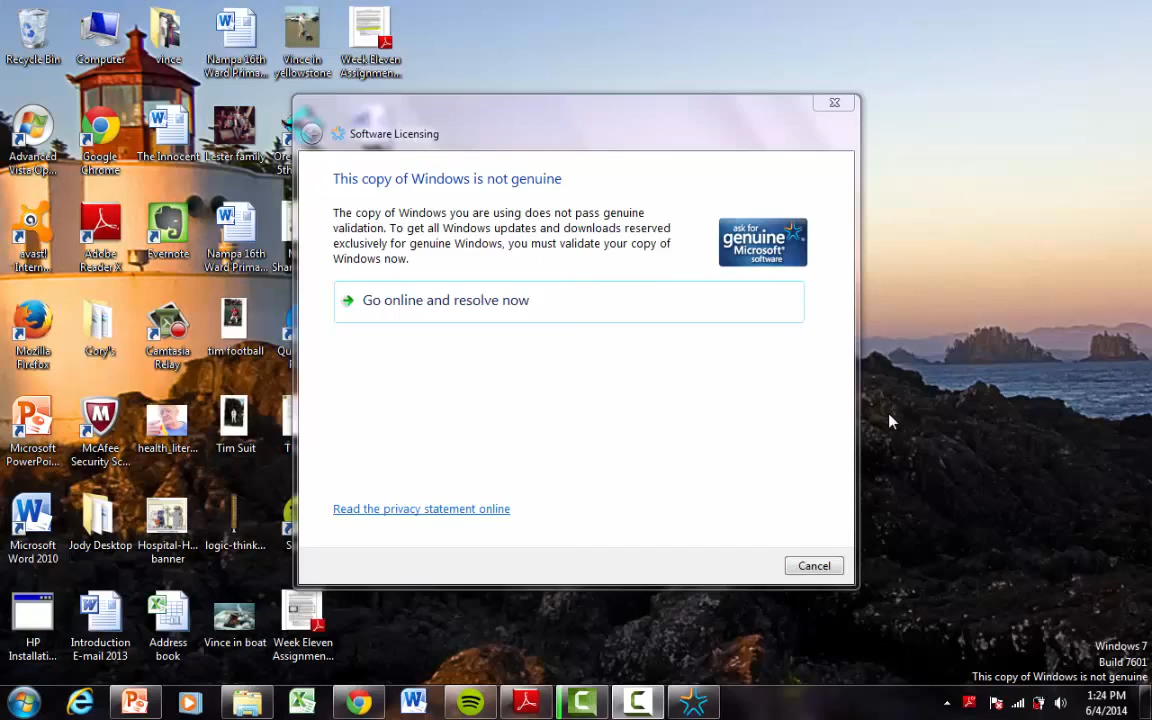 Recycle Bin
Computer
vince
Nampa 16th
Ward Prima...
Vince in
yellowstone
Week Eleven
Assignmen...
Software Licensing
Advanced
Vista Op...
Google
Chrome
The Innocent
Lester family
5th
This copy of Windows is not genuine
The copy of Windows you are using does not pass genuine
validation. To get all Windows updates and downloads reserved
exclusively for genuine Windows, you must validate your copy of
Windows now.
ask for
genuine
Microsoft®
software
avast!
Intern...
Adobe
Reader X
Evernote
Nampa 16th
Ward Prima...
Go online and resolve now
Mozilla
Firefox
Cory's
Camtasia
Relay
tim football
Microsoft
PowerPoi...
McAfee
Security Sc...
health_liter...
Tim Suit
Read the privacy statement online
Microsoft
Word 2010
Jody Desktop
Hospital-H...
banner
logic-think...
Cancel
HP
Installati...
Introduction
E-mail 2013
Address
book
Vince in boat
Week Eleven
Assignmen...
Windows 7
Build 7601
This copy of Windows is not genuine
1:24 PM
6/4/2014